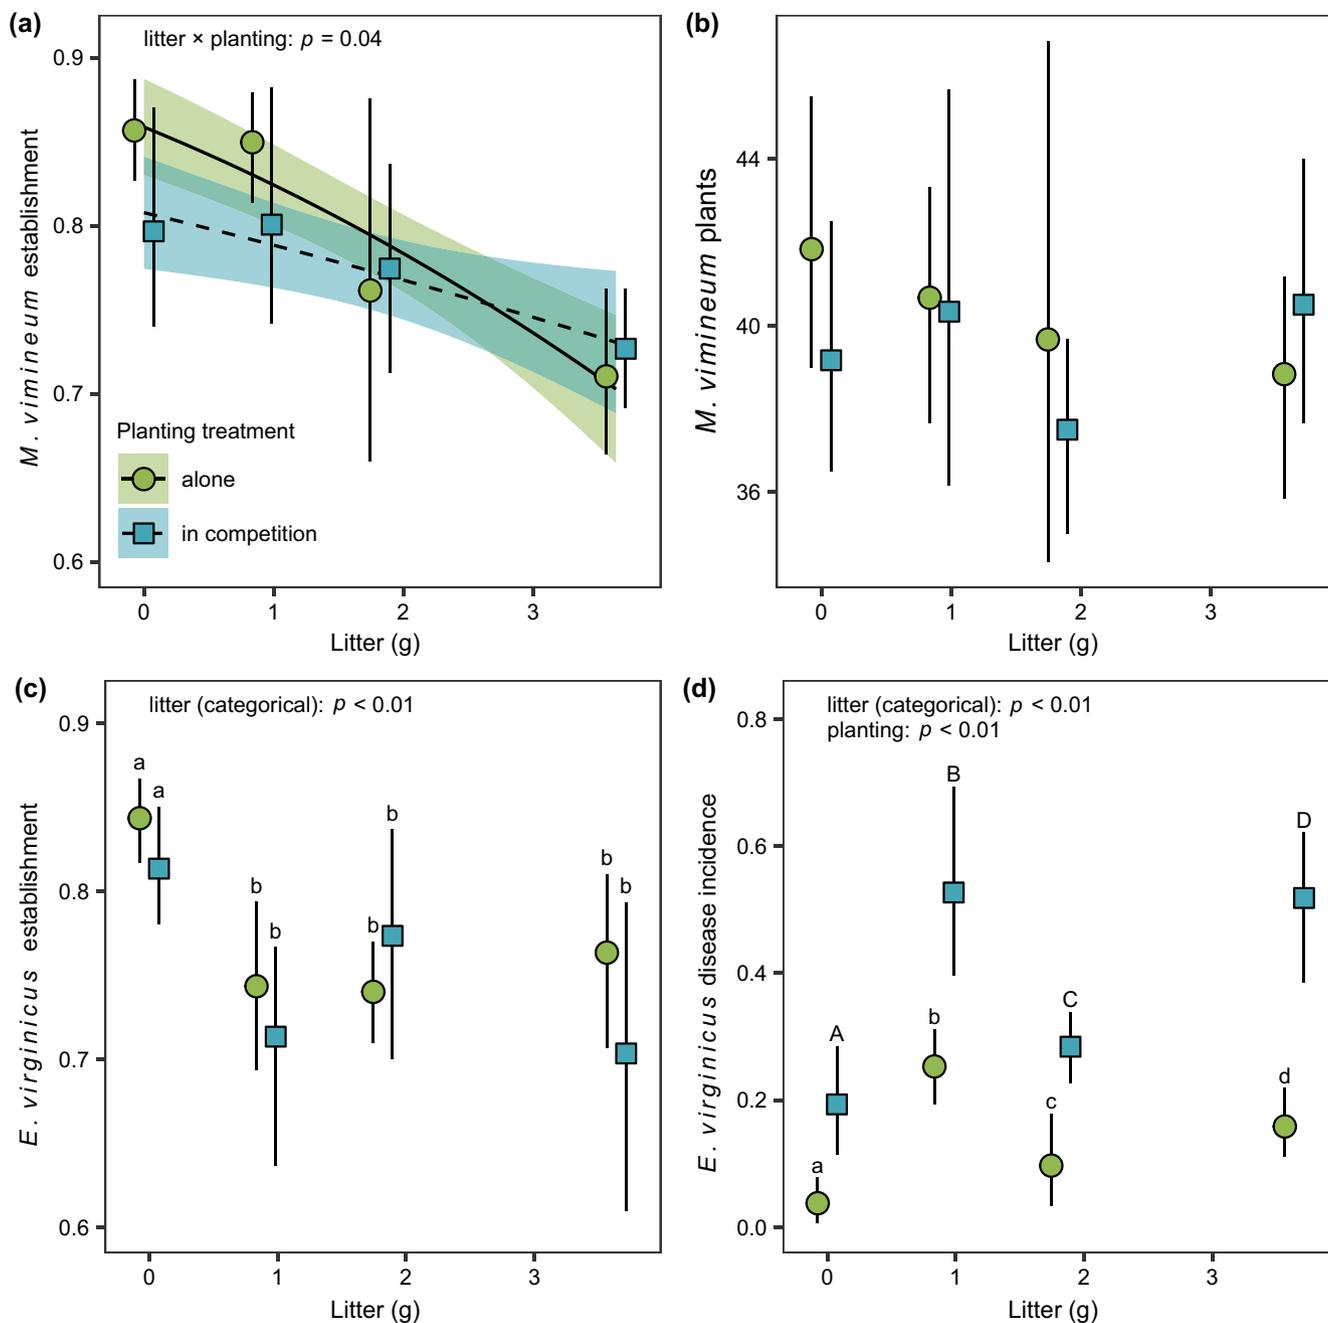 (a)
litter × planting: p = 0.04
M. vimineum establishment
0.9
0.8
0.7
0.6
Planting treatment
alone
in competition
0 1 2 3
Litter (g)
(b)
M. vimineum plants
44
40
36
0 1 2 3
Litter (g)
(c)
litter (categorical): p < 0.01
E. virginicus establishment
0.9
0.8
0.7
0.6
a
a
b
b
b
b
b
b
0 1 2 3
Litter (g)
(d)
litter (categorical): p < 0.01
planting: p < 0.01
E. virginicus disease incidence
0.8
0.6
0.4
0.2
0.0
a
A
b
B
c
C
d
D
0 1 2 3
Litter (g)